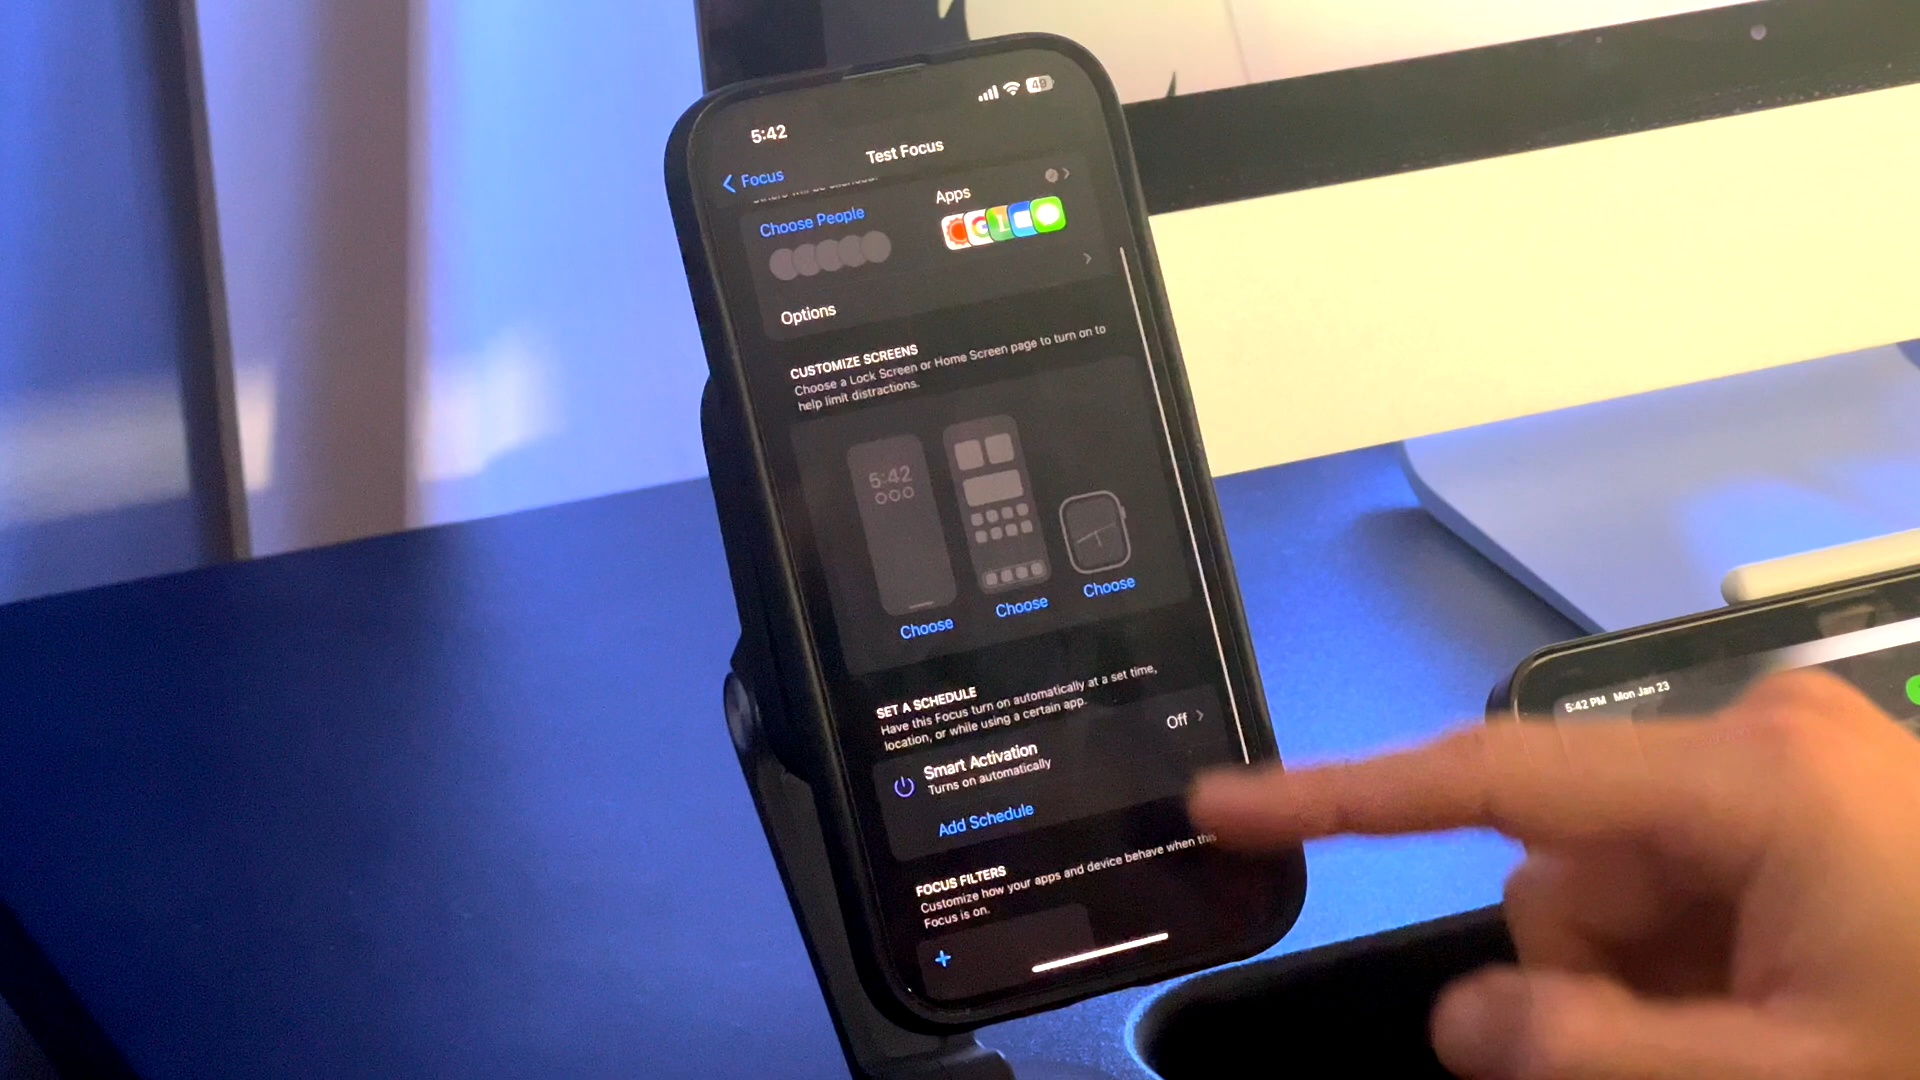 5:42
49
Test Focus
Focus
Choose People
Apps
Options
CUSTOMIZE SCREENS
Choose a Lock Screen or Home Screen page to turn on to
help limit distractions.
5:42
Choose
Choose
Choose
SET A SCHEDULE
Have this Focus turn on automatically at a set time,
location, or while using a certain app.
Smart Activation
Turns on automatically
Off
Add Schedule
FOCUS FILTERS
Customize how your apps and device behave when this
Focus is on.
5:42 PM Mon Jan 23